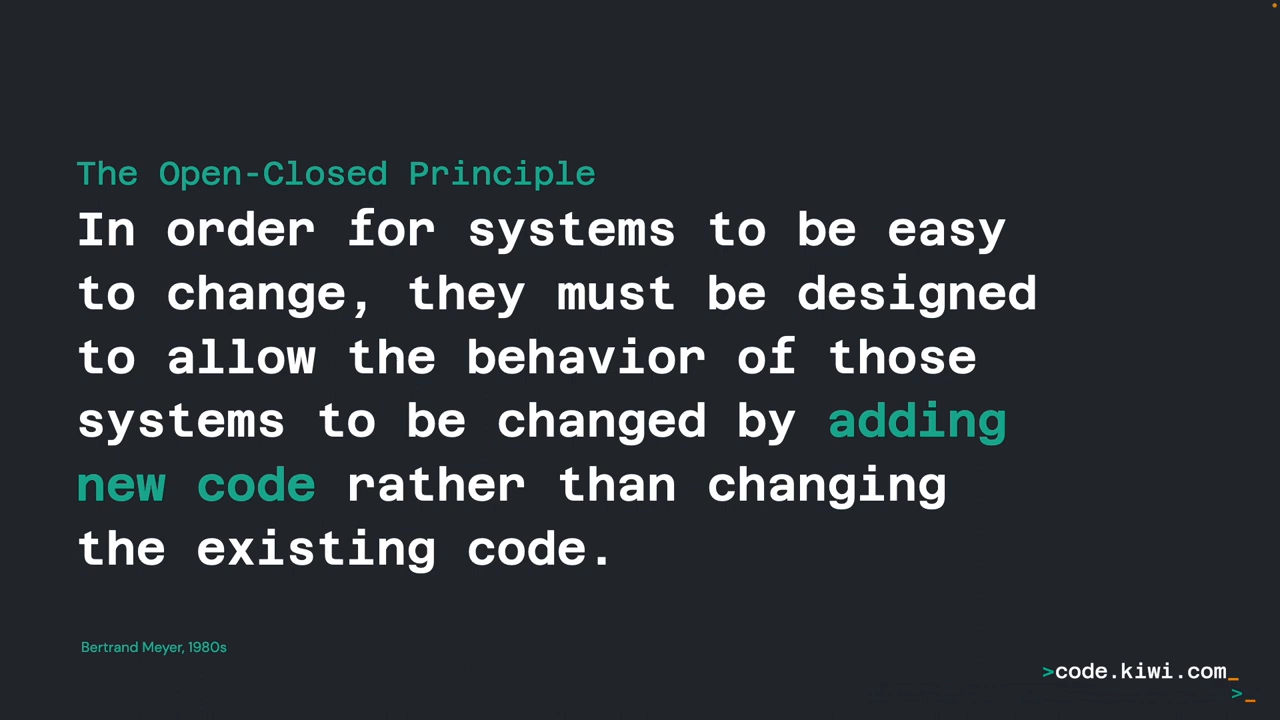 The Open-Closed Principle
In order for systems to be easy
to change, they must be designed
to allow the behavior of those
systems to be changed by adding
new code rather than changing
the existing code.
Bertrand Meyer, 1980s
>code.kiwi.com_
>_